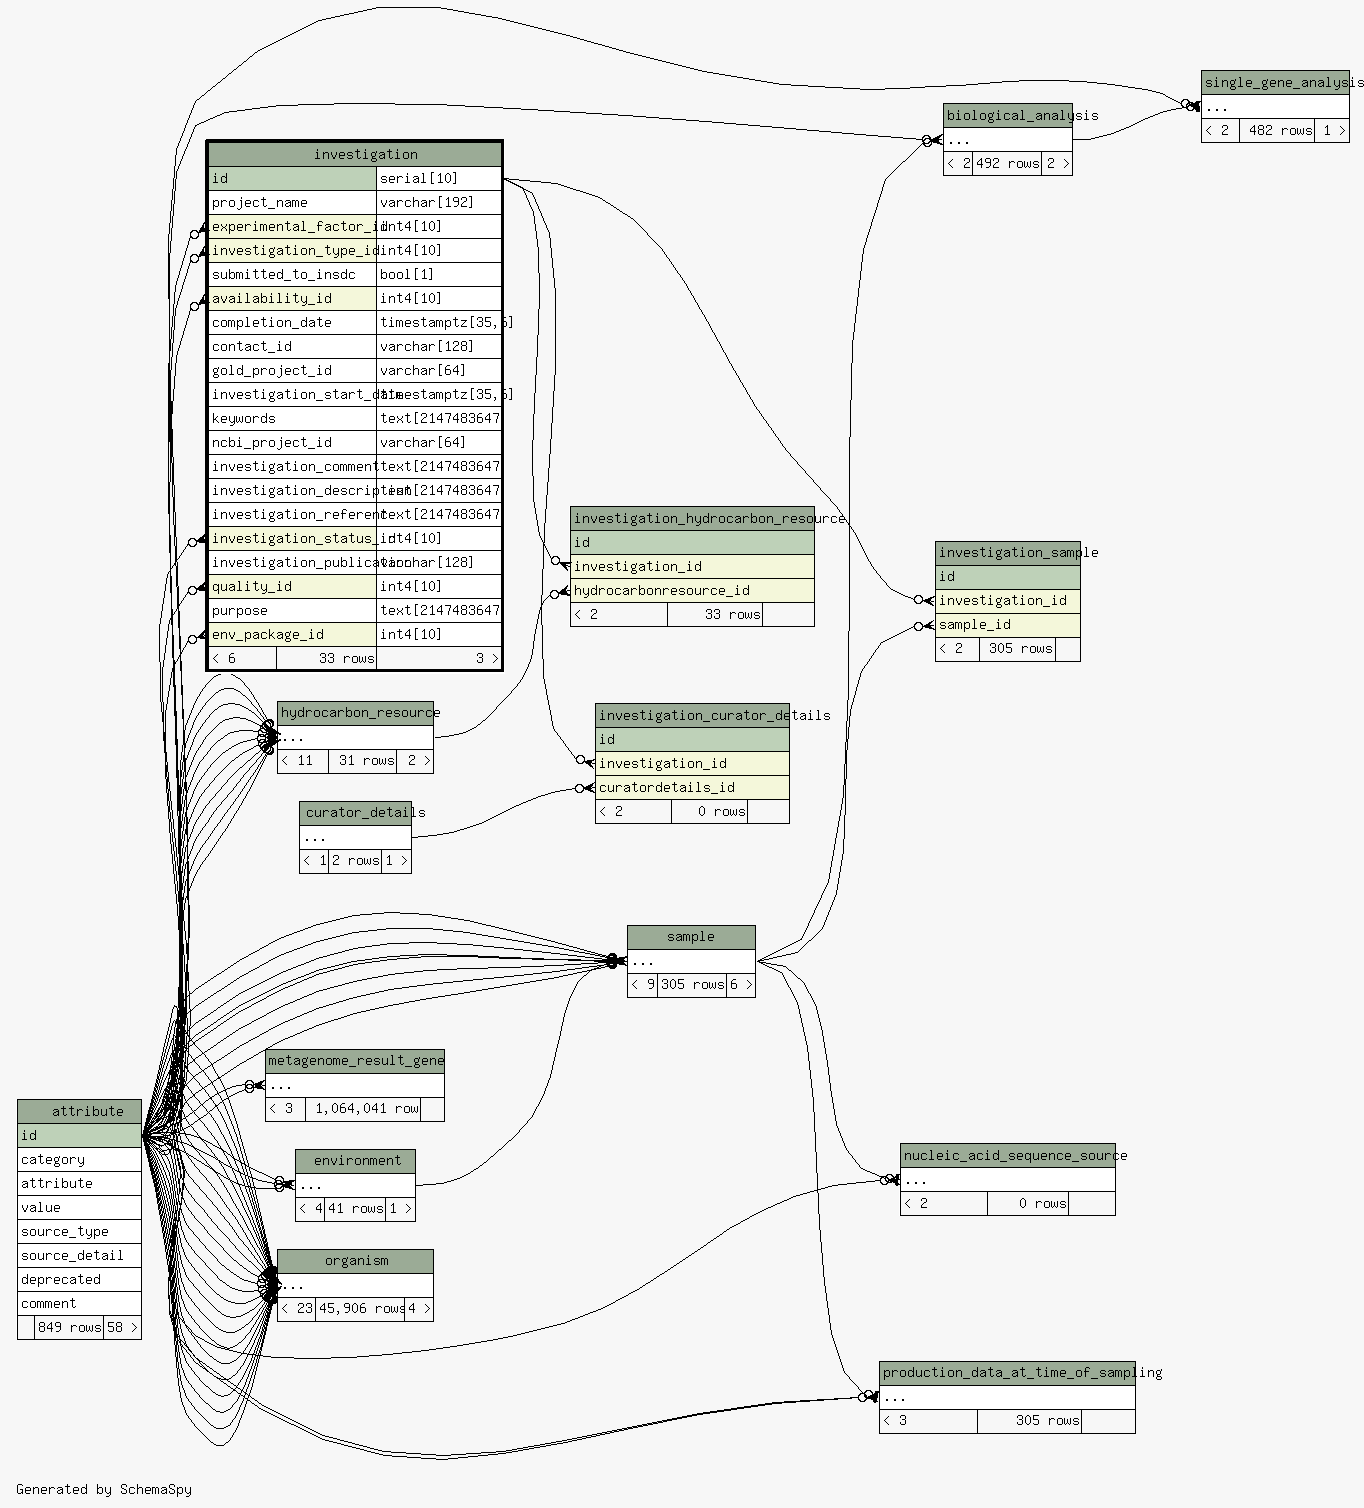 single_gene_analysis
...
< 2 482 rows 1 >
biological_analysis
...
< 2 492 rows 2 >
investigation
id serial[10]
project_name varchar[192]
experimental_factor_id int4[10]
investigation_type_id int4[10]
submitted_to_insdc bool[1]
availability_id int4[10]
completion_date timestamptz[35,6]
contact_id varchar[128]
gold_project_id varchar[64]
investigation_start_date timestamptz[35,6]
keywords text[2147483647
ncbi_project_id varchar[64]
investigation_comment text[2147483647
investigation_description text[2147483647
investigation_reference text[2147483647
investigation_status_id int4[10]
investigation_publication varchar[128]
quality_id int4[10]
purpose text[2147483647
env_package_id int4[10]
< 6 33 rows 3 >
investigation_hydrocarbon_resource
id
investigation_id
hydrocarbonresource_id
< 2 33 rows
investigation_sample
id
investigation_id
sample_id
< 2 305 rows
hydrocarbon_resource
...
< 11 31 rows 2 >
investigation_curator_details
id
investigation_id
curatordetails_id
< 2 0 rows
curator_details
...
< 1 2 rows 1 >
sample
...
< 9 305 rows 6 >
metagenome_result_gene
...
< 3 1,064,041 row
attribute
id
category
attribute
value
source_type
source_detail
deprecated
comment
849 rows 58 >
environment
...
< 4 41 rows 1 >
nucleic_acid_sequence_source
...
< 2 0 rows
organism
...
< 23 45,906 rows 4 >
production_data_at_time_of_sampling
...
< 3 305 rows
Generated by SchemaSpy